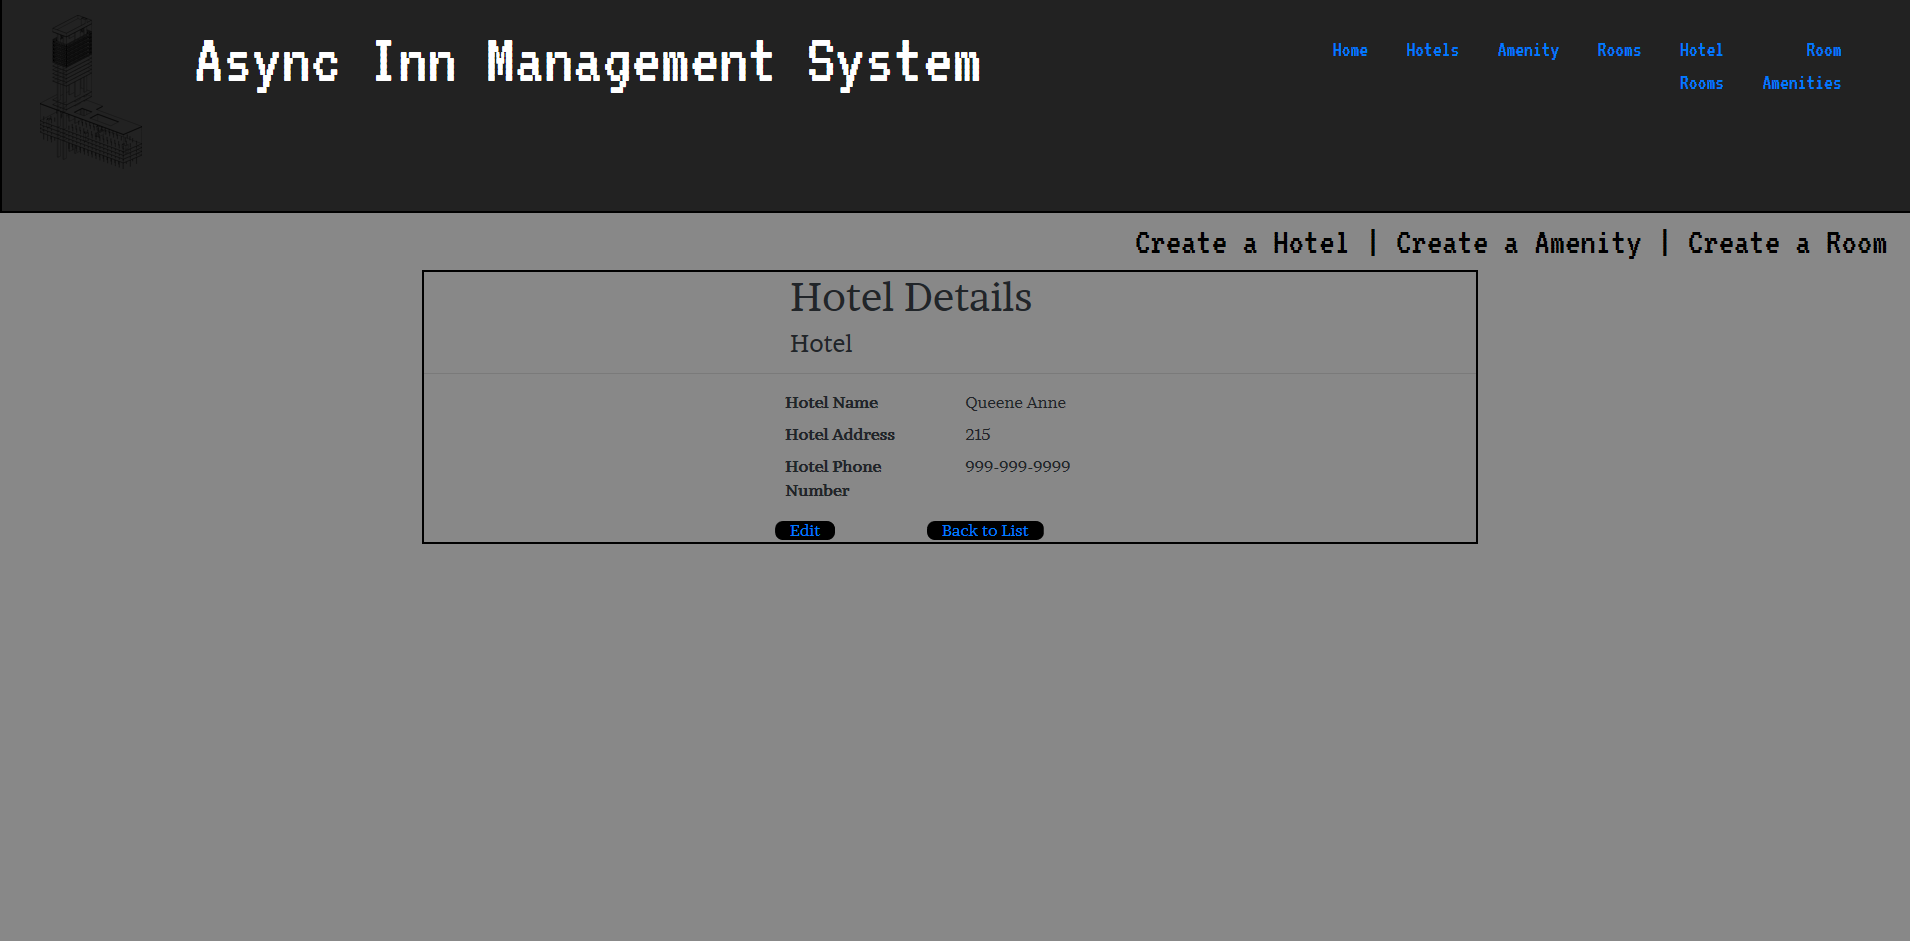 Async Inn Management System
Home Hotels Amenity Rooms Hotel Rooms Room Amenities
Create a Hotel | Create a Amenity | Create a Room
Hotel Details
Hotel
Hotel Name Queene Anne
Hotel Address 215
Hotel Phone Number 999-999-9999
Edit Back to List